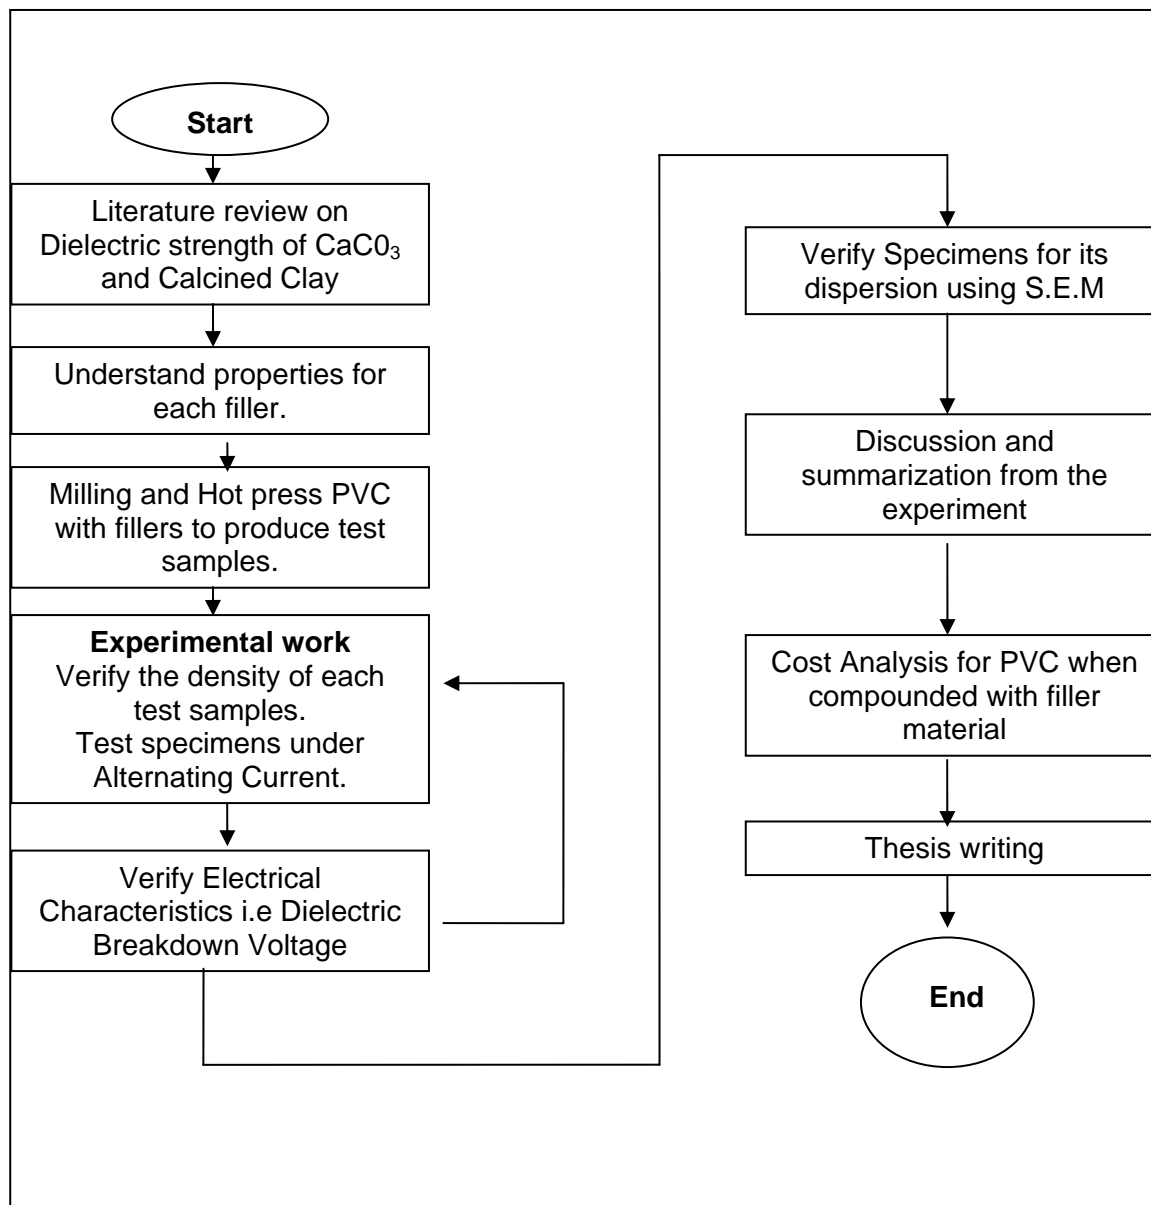 Start
Literature review on
Dielectric strength of CaC0₃
and Calcined Clay
Understand properties for
each filler.
Milling and Hot press PVC
with fillers to produce test
samples.
Experimental work
Verify the density of each
test samples.
Test specimens under
Alternating Current.
Verify Electrical
Characteristics i.e Dielectric
Breakdown Voltage
Verify Specimens for its
dispersion using S.E.M
Discussion and
summarization from the
experiment
Cost Analysis for PVC when
compounded with filler
material
Thesis writing
End